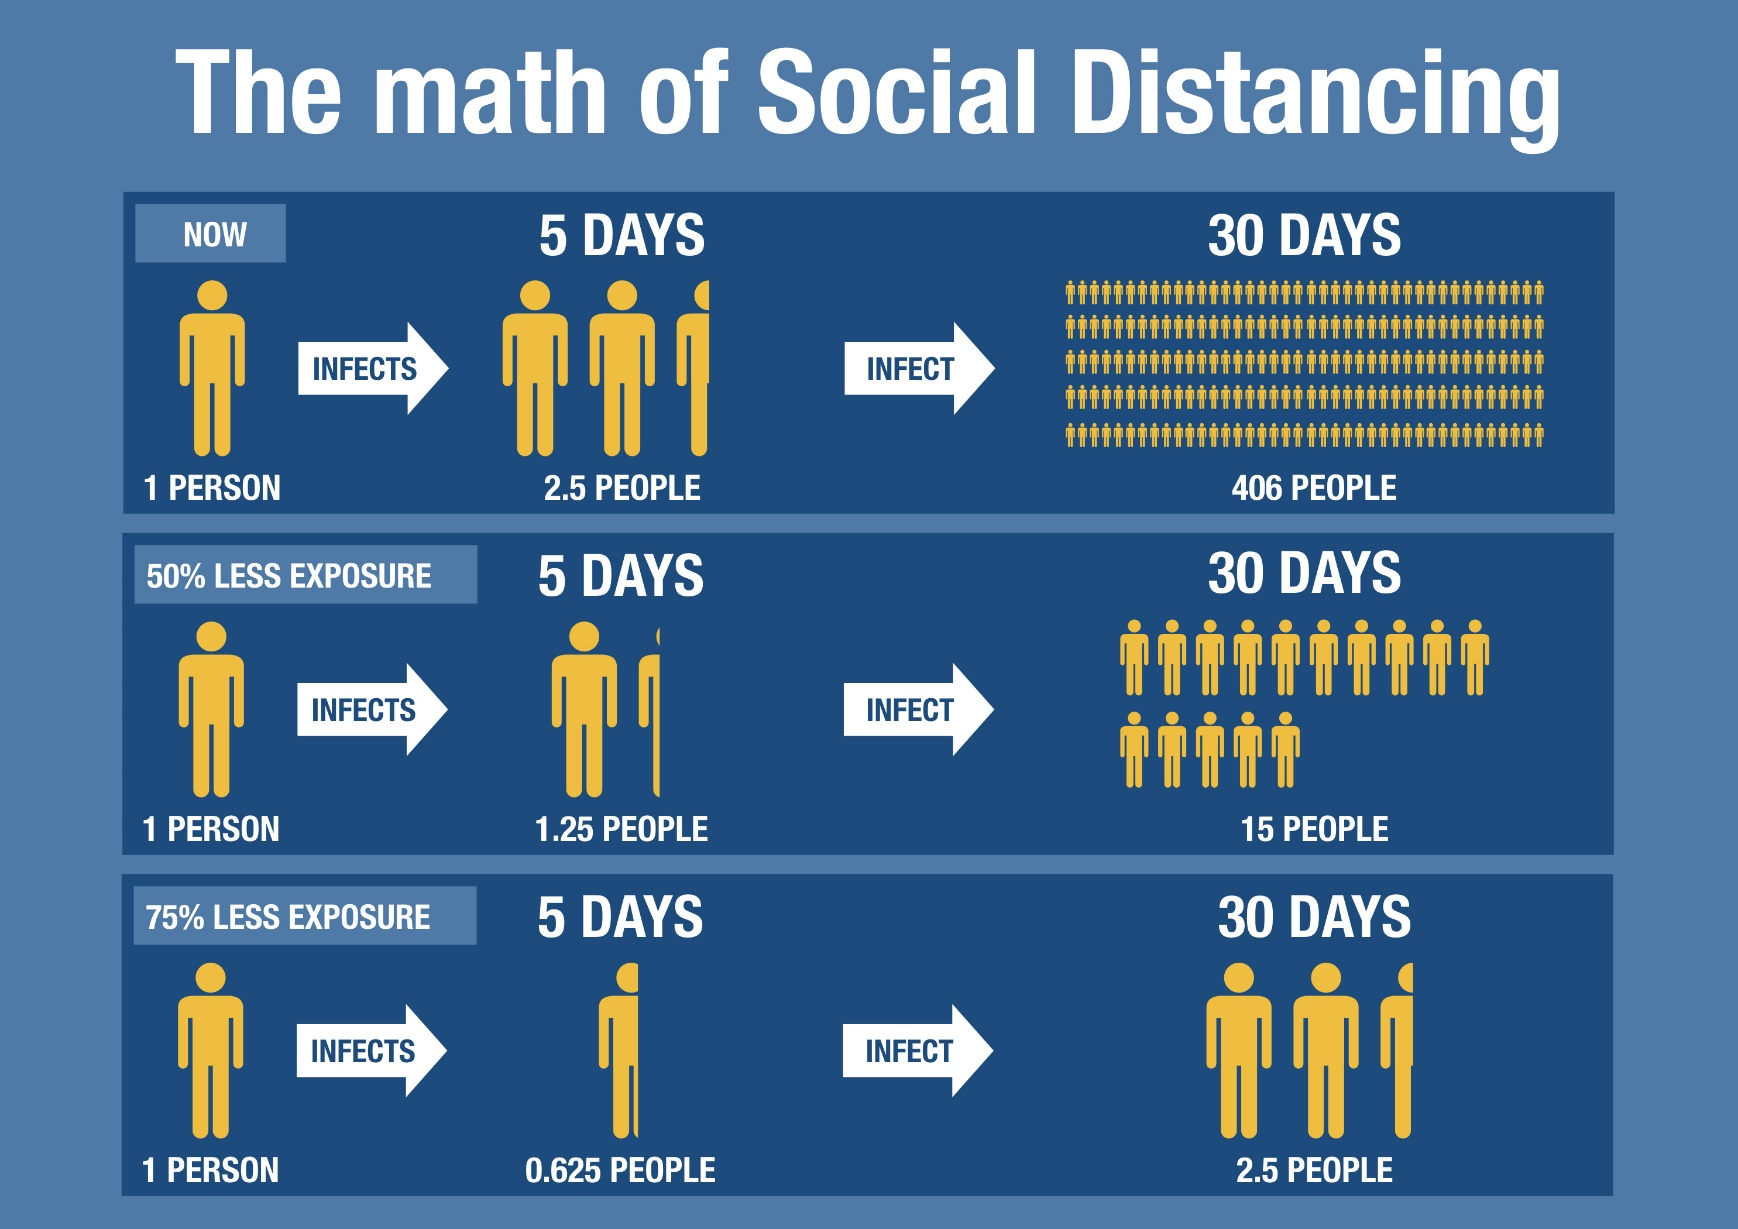 The math of Social Distancing
NOW
5 DAYS
30 DAYS
INFECTS
INFECT
1 PERSON
2.5 PEOPLE
406 PEOPLE
50% LESS EXPOSURE
5 DAYS
30 DAYS
INFECTS
INFECT
1 PERSON
1.25 PEOPLE
15 PEOPLE
75% LESS EXPOSURE
5 DAYS
30 DAYS
INFECTS
INFECT
1 PERSON
0.625 PEOPLE
2.5 PEOPLE